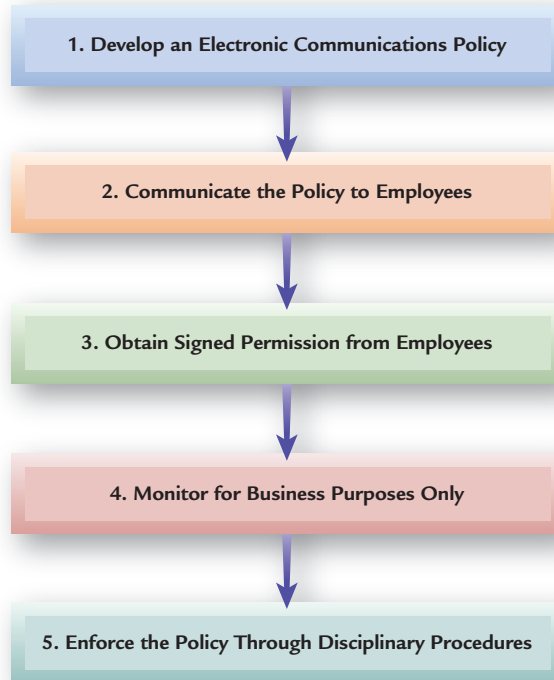 1. Develop an Electronic Communications Policy
2. Communicate the Policy to Employees
3. Obtain Signed Permission from Employees
4. Monitor for Business Purposes Only
5. Enforce the Policy Through Disciplinary Procedures